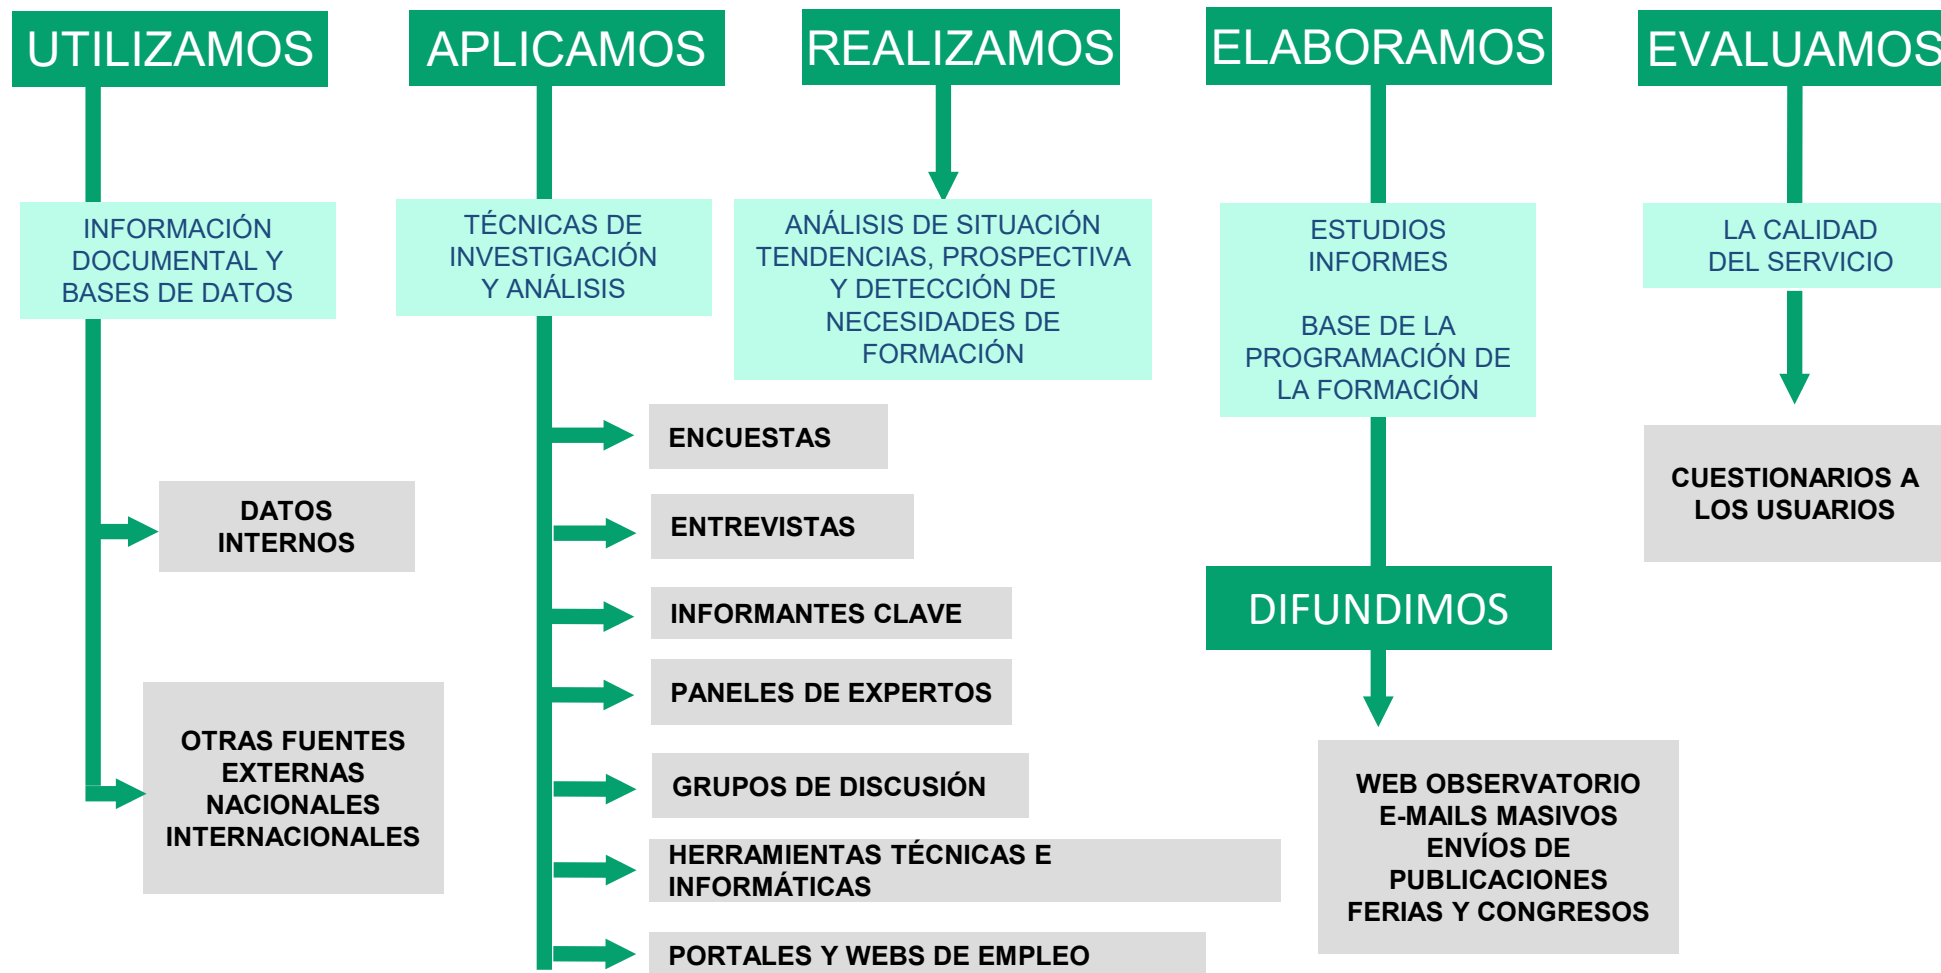 UTILIZAMOS
INFORMACIÓN
DOCUMENTAL Y
BASES DE DATOS
DATOS
INTERNOS
OTRAS FUENTES
EXTERNAS
NACIONALES
INTERNACIONALES
APLICAMOS
TÉCNICAS DE
INVESTIGACIÓN
Y ANÁLISIS
ENCUESTAS
ENTREVISTAS
INFORMANTES CLAVE
PANELES DE EXPERTOS
GRUPOS DE DISCUSIÓN
HERRAMIENTAS TÉCNICAS E
INFORMÁTICAS
PORTALES Y WEBS DE EMPLEO
REALIZAMOS
ANÁLISIS DE SITUACIÓN
TENDENCIAS, PROSPECTIVA
Y DETECCIÓN DE
NECESIDADES DE
FORMACIÓN
ELABORAMOS
ESTUDIOS
INFORMES
BASE DE LA
PROGRAMACIÓN DE
LA FORMACIÓN
DIFUNDIMOS
WEB OBSERVATORIO
E-MAILS MASIVOS
ENVÍOS DE
PUBLICACIONES
FERIAS Y CONGRESOS
EVALUAMOS
LA CALIDAD
DEL SERVICIO
CUESTIONARIOS A
LOS USUARIOS